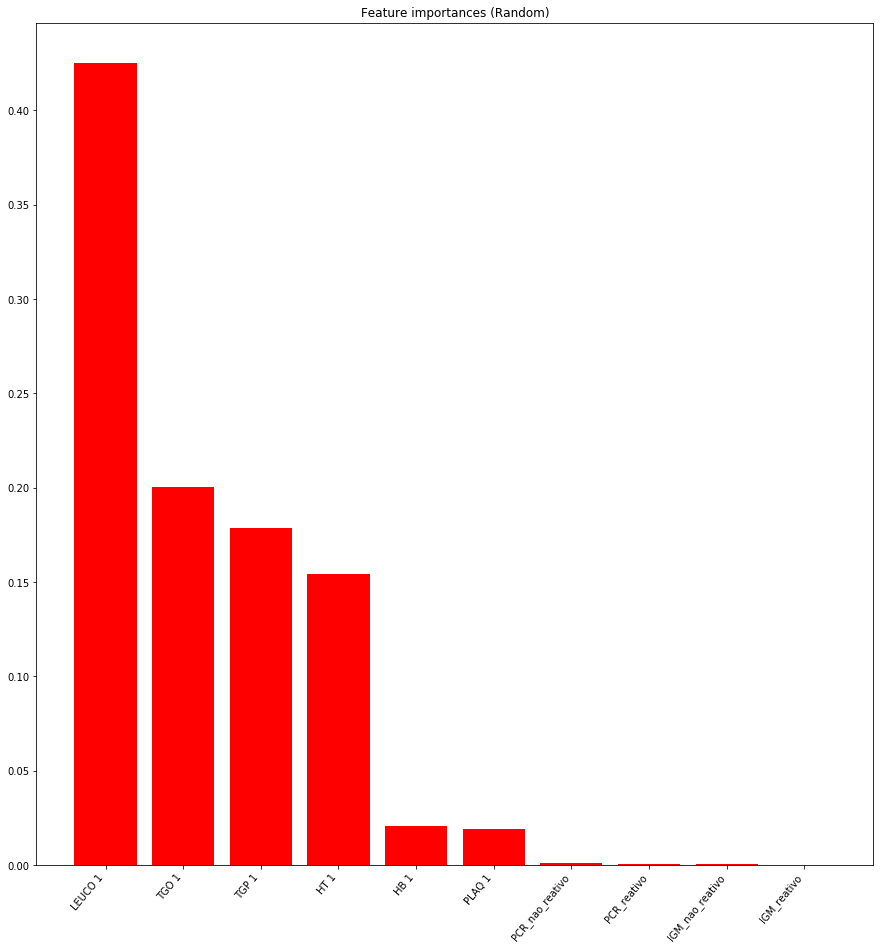 Feature importances (Random)
0.40
0.35
0.30
0.25
0.20
0.15
0.10
0.05
0.00
LEUCO 1
TGO 1
TGP 1
HT 1
HB 1
PLAQ 1
PCR_nao_reativo
PCR_reativo
IGM_nao_reativo
IGM_reativo